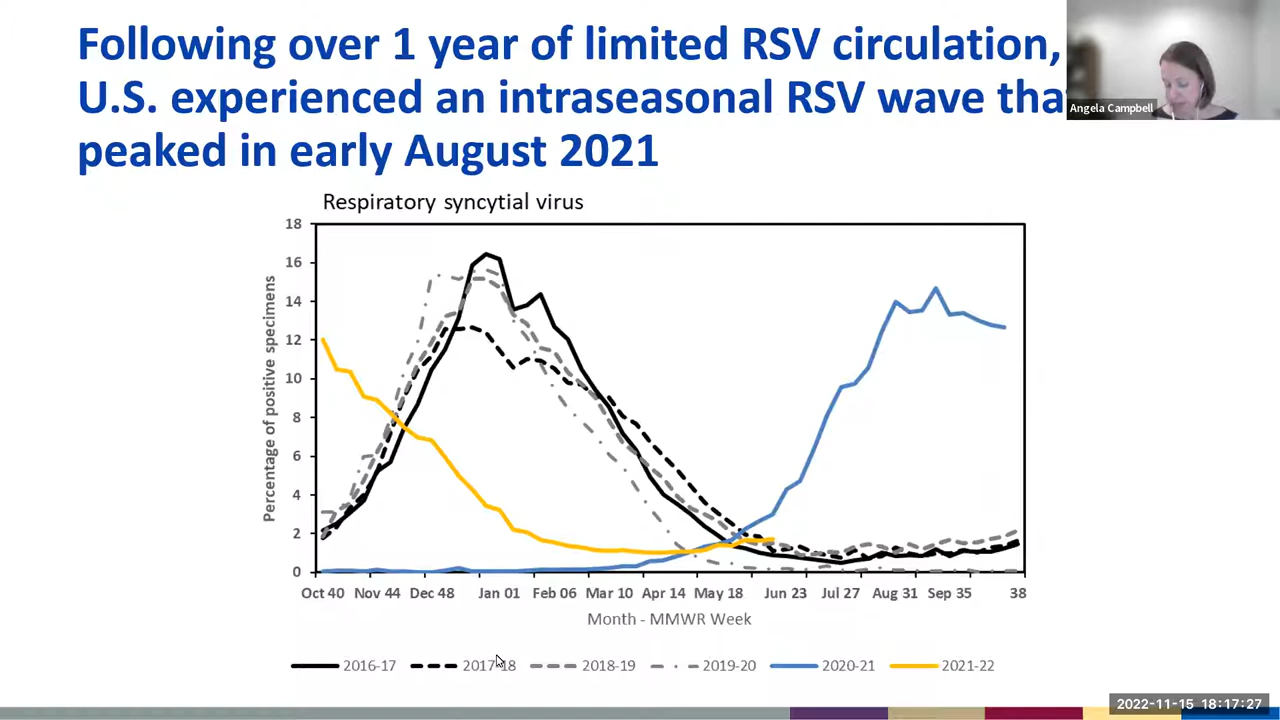 Following over 1 year of limited RSV circulation,
U.S. experienced an intraseasonal RSV wave tha
peaked in early August 2021
Angela Campbell
Respiratory syncytial virus
Percentage of positive specimens
18
16
14
12
10
8
6
4
2
0
Oct 40 Nov 44 Dec 48 Jan 01 Feb 06 Mar 10 Apr 14 May 18 Jun 23 Jul 27 Aug 31 Sep 35 38
Month - MMWR Week
2016-17 2017-18 2018-19 2019-20 2020-21 2021-22
2022-11-15 18:17:27